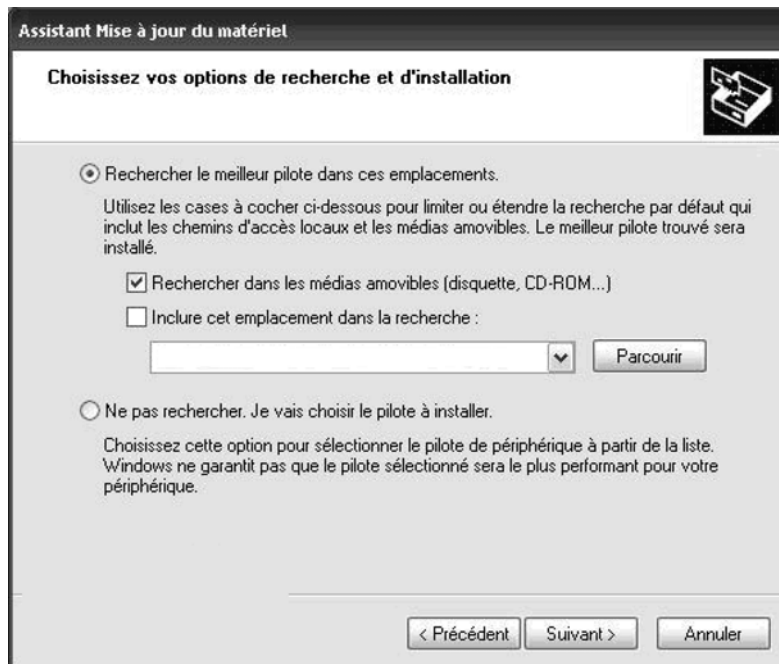 Assistant Mise à jour du matériel
Choisissez vos options de recherche et d'installation
Rechercher le meilleur pilote dans ces emplacements.
Utilisez les cases à cocher ci-dessous pour limiter ou étendre la recherche par défaut qui
inclut les chemins d'accès locaux et les médias amovibles. Le meilleur pilote trouvé sera
installé.
Rechercher dans les médias amovibles (disquette, CD-ROM...)
Inclure cet emplacement dans la recherche :
Parcourir
Ne pas rechercher. Je vais choisir le pilote à installer.
Choisissez cette option pour sélectionner le pilote de périphérique à partir de la liste.
Windows ne garantit pas que le pilote sélectionné sera le plus performant pour votre
périphérique.
< Précédent Suivant > Annuler